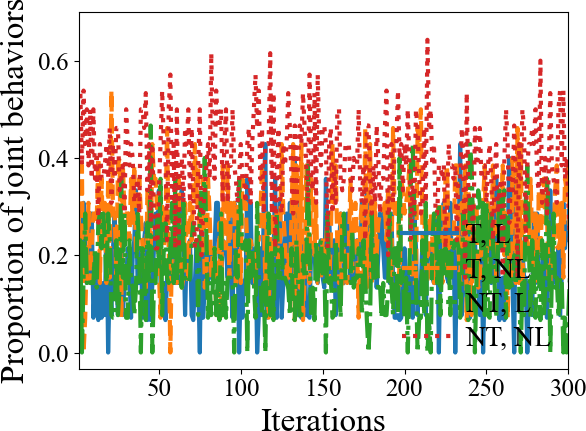 Proportion of joint behaviors
0.6
0.4
0.2
0.0
T, L
T, NL
NT, L
NT, NL
50
100
150
200
250
300
Iterations